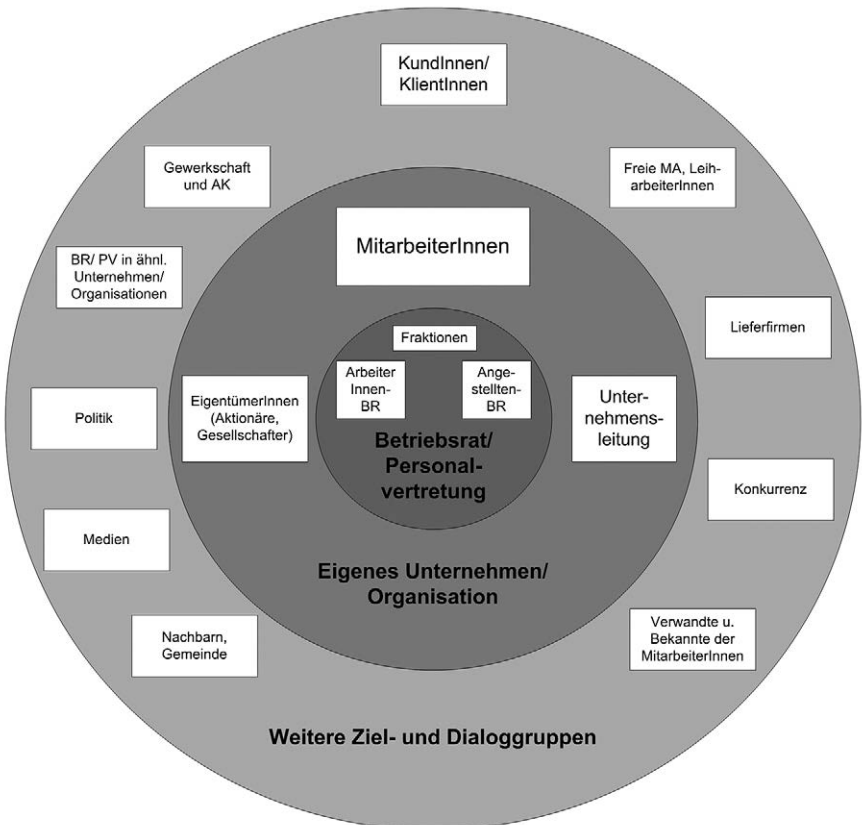 KundInnen/
KlientInnen
Gewerkschaft
und AK
Freie MA, Leih-
arbeiterInnen
MitarbeiterInnen
BR/ PV in ähnl.
Unternehmen/
Organisationen
Lieferfirmen
Fraktionen
Arbeiter
Innen-
BR
Ange-
stellten-
BR
EigentümerInnen
(Aktionäre,
Gesellschafter)
Unter-
nehmens-
leitung
Politik
Betriebsrat/
Personal-
vertretung
Konkurrenz
Medien
Eigenes Unternehmen/
Organisation
Nachbarn,
Gemeinde
Verwandte u.
Bekannte der
MitarbeiterInnen
Weitere Ziel- und Dialoggruppen